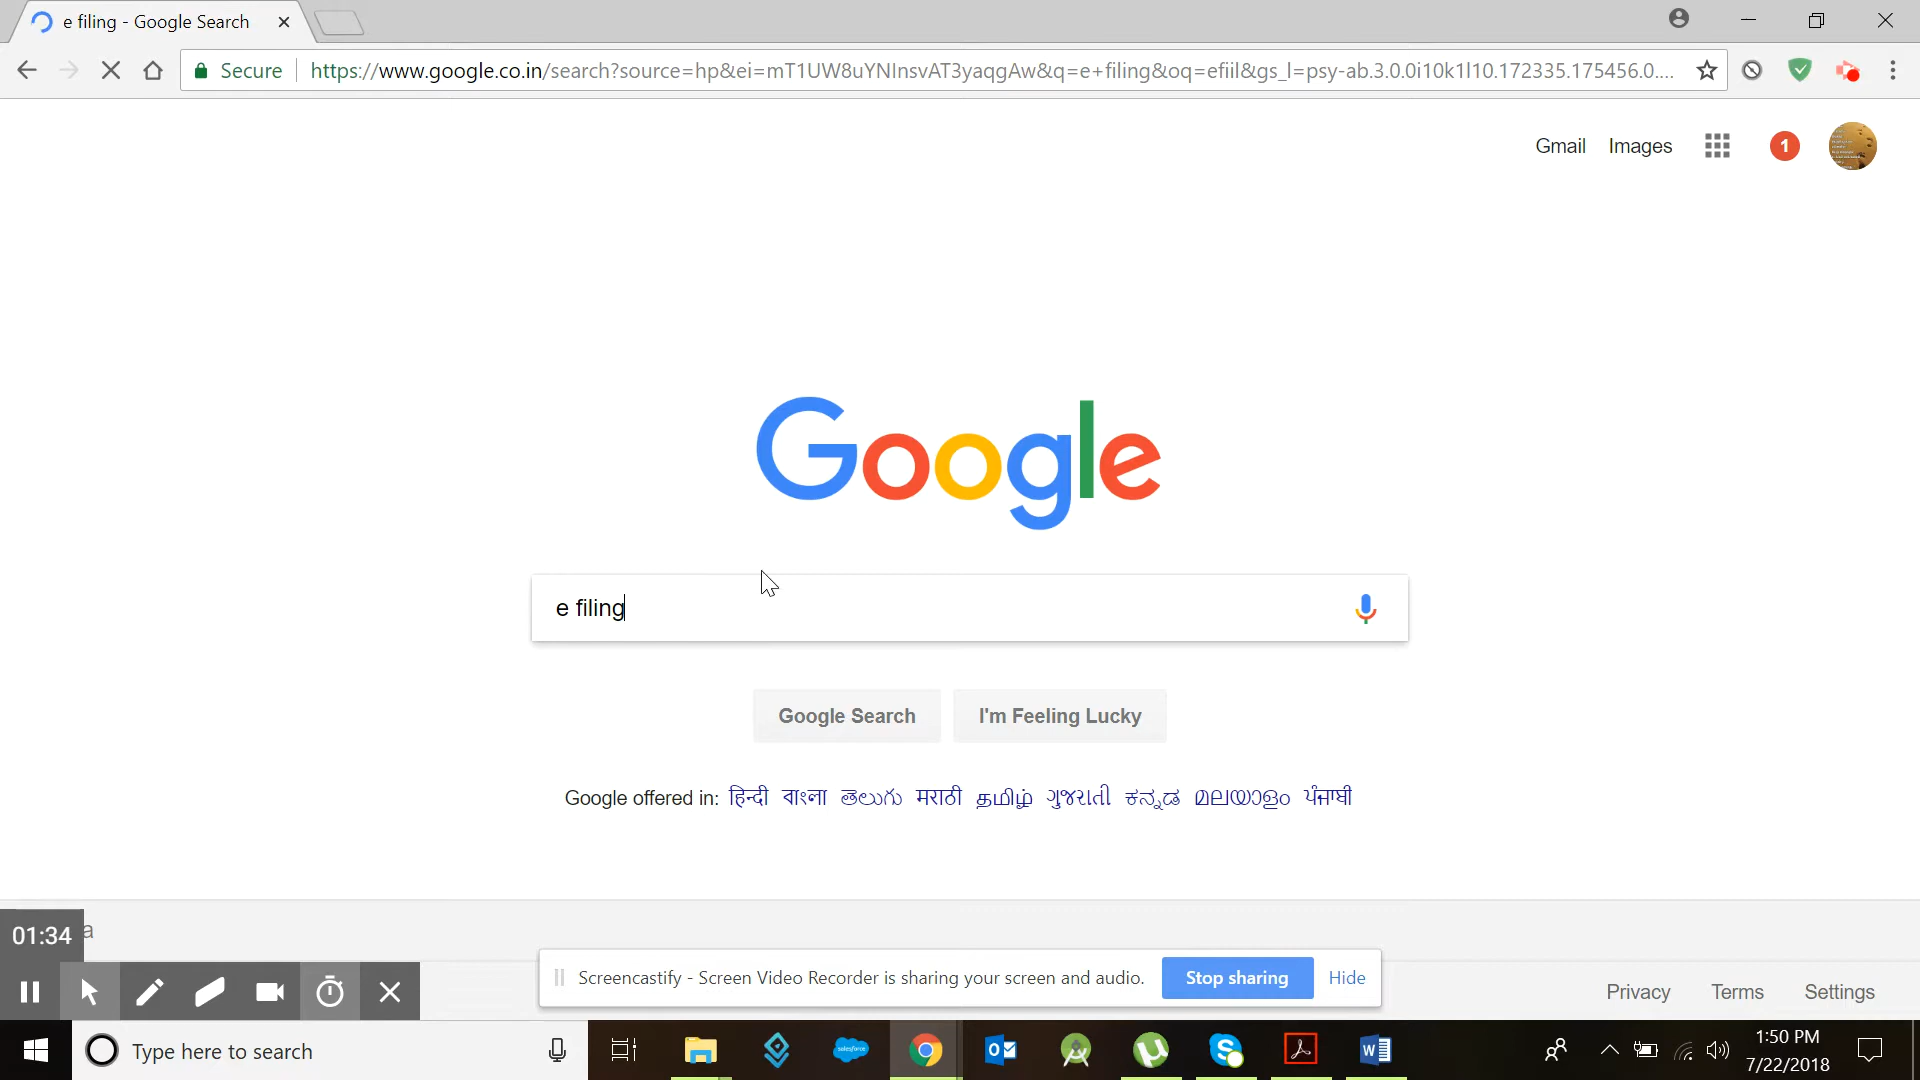 e filing - Google Search
Secure
https://www.google.co.in/search?source=hp&ei=mT1UW8uYNInsvAT3yaqgAw&q=e+filing&oq=efiil&gs_l=psy-ab.3.0.0i10k1l10.172335.175456.0....
Gmail Images 1
Google
e filing
Google Search I'm Feeling Lucky
Google offered in: हिन्दी বাংলা తెలుగు मराठी தமிழ் ગુજરાતી ಕನ್ನಡ മലയാളം ਪੰਜਾਬੀ
01:34 a
Screencastify - Screen Video Recorder is sharing your screen and audio. Stop sharing Hide
Privacy Terms Settings
Type here to search
salesforce
1:50 PM
7/22/2018